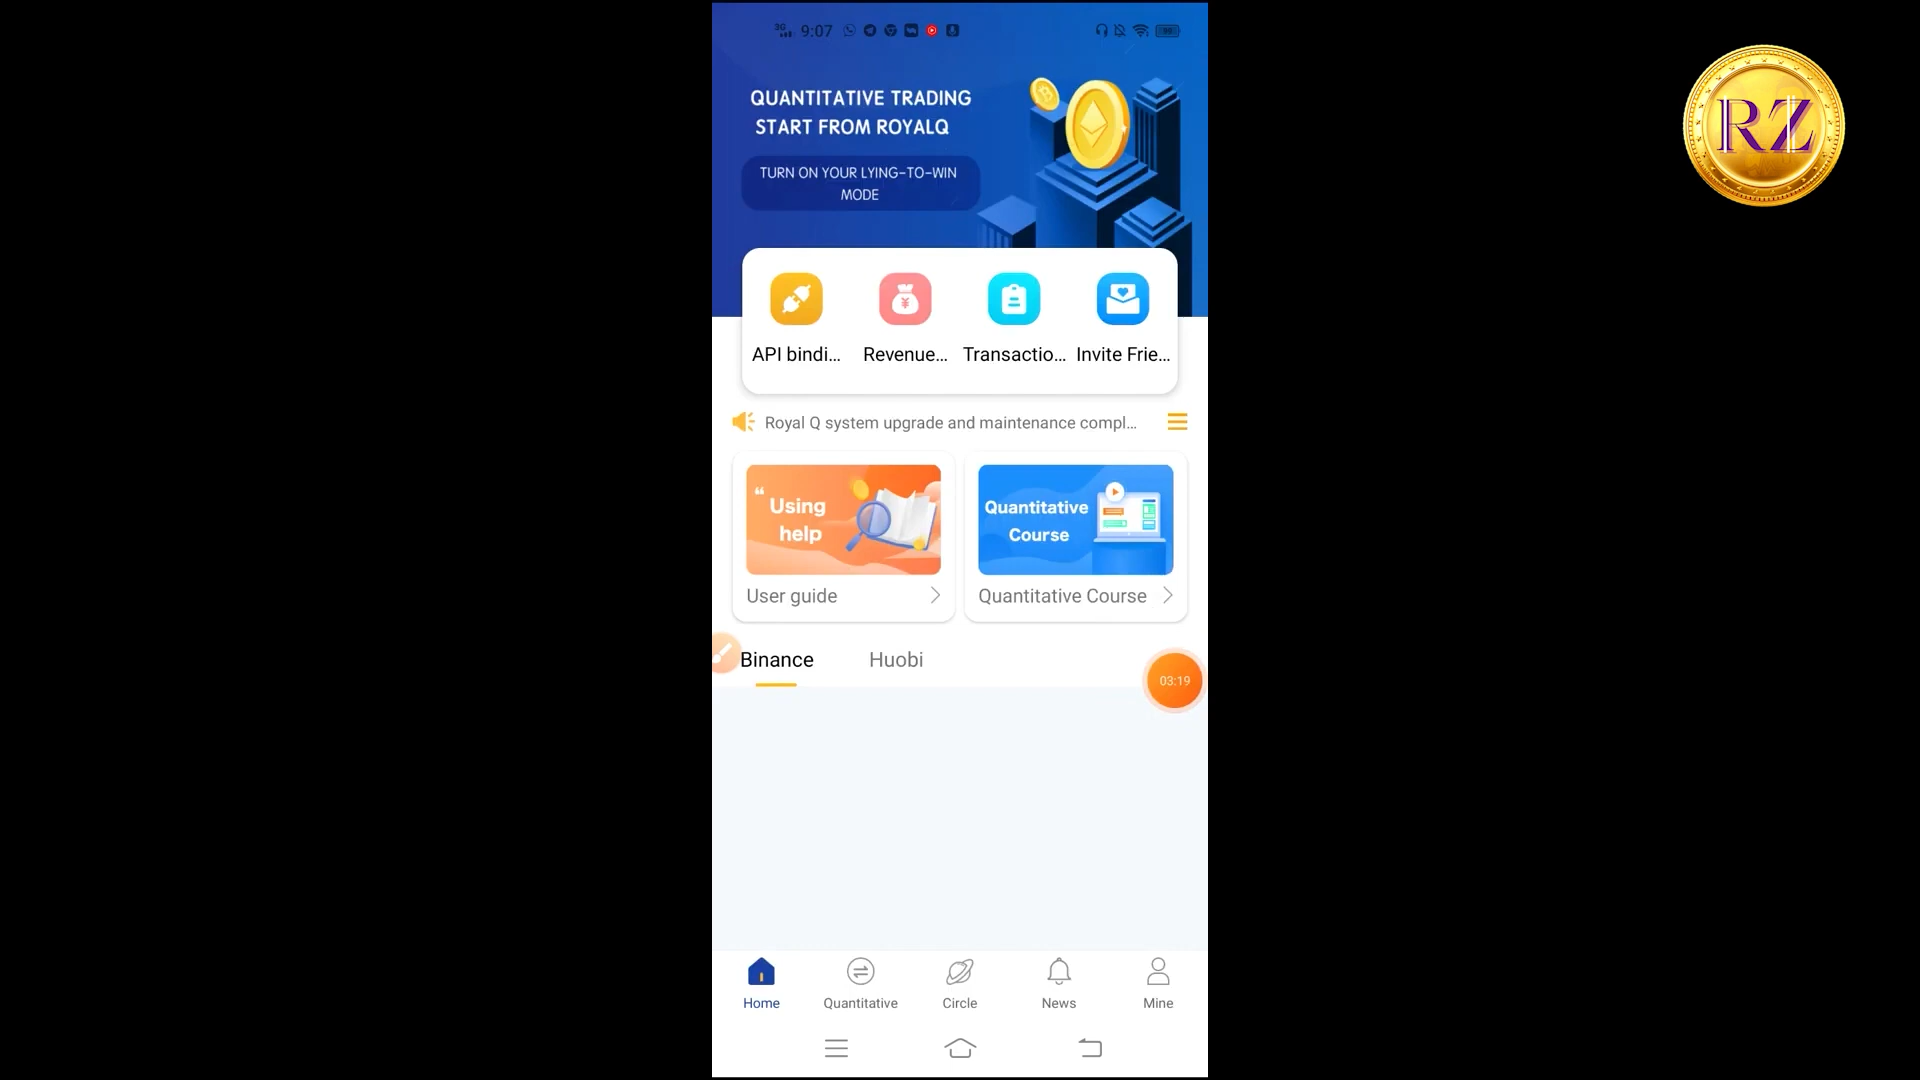 3G 9:07
QUANTITATIVE TRADING
START FROM ROYALQ
TURN ON YOUR LYING-TO-WIN
MODE
RZ
API bindi... Revenue... Transactio... Invite Frie...
Royal Q system upgrade and maintenance compl...
“ Using
help
Quantitative
Course
User guide
Quantitative Course
Binance Huobi
03:19
Home Quantitative Circle News Mine